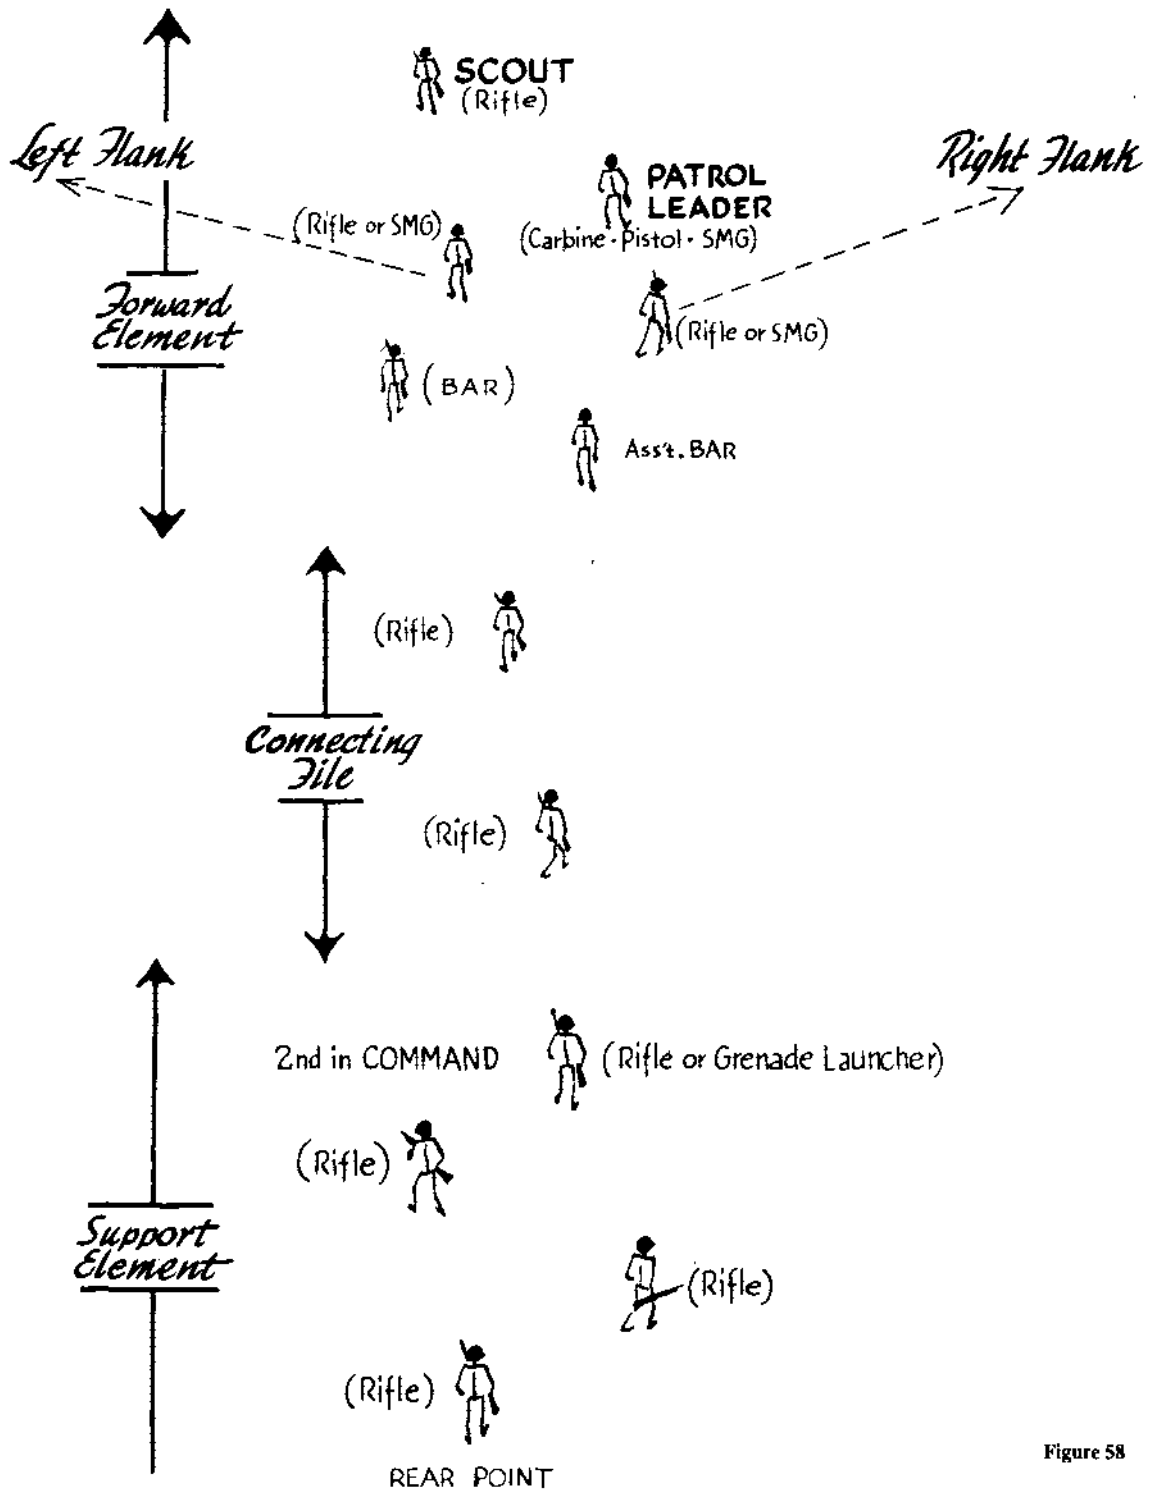 SCOUT
(Rifle)
Left Flank
Right Flank
PATROL
LEADER
(Rifle or SMG)
(Carbine · Pistol · SMG)
Forward
Element
(Rifle or SMG)
(BAR)
Ass't. BAR
(Rifle)
Connecting
File
(Rifle)
2nd in COMMAND
(Rifle or Grenade Launcher)
(Rifle)
Support
Element
(Rifle)
(Rifle)
REAR POINT
Figure 58